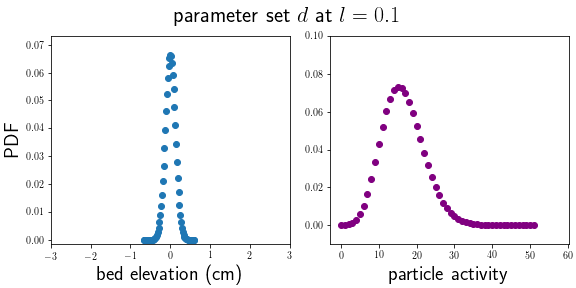 parameter set d at l = 0.1
PDF
0.07
0.06
0.05
0.04
0.03
0.02
0.01
0.00
−3 −2 −1 0 1 2 3
bed elevation (cm)
0.10
0.08
0.06
0.04
0.02
0.00
0 10 20 30 40 50 60
particle activity